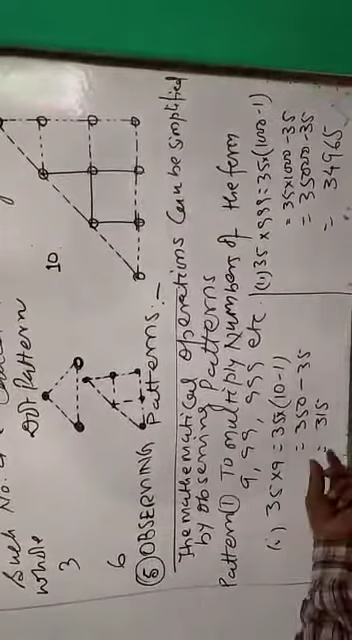 Such No. 9
whole DOT Pattern
3
6
10
⑤ OBSERVING Patterns:-
The mathematical operations can be simplified
by observing Patterns
Pattern ① To multiply Numbers of the form
9, 99, 999 etc.
(i) 35×9 = 35×(10-1)
= 350-35
= 315
(ii) 35×999 = 35×(1000-1)
= 35×1000-35
= 35000-35
= 34965